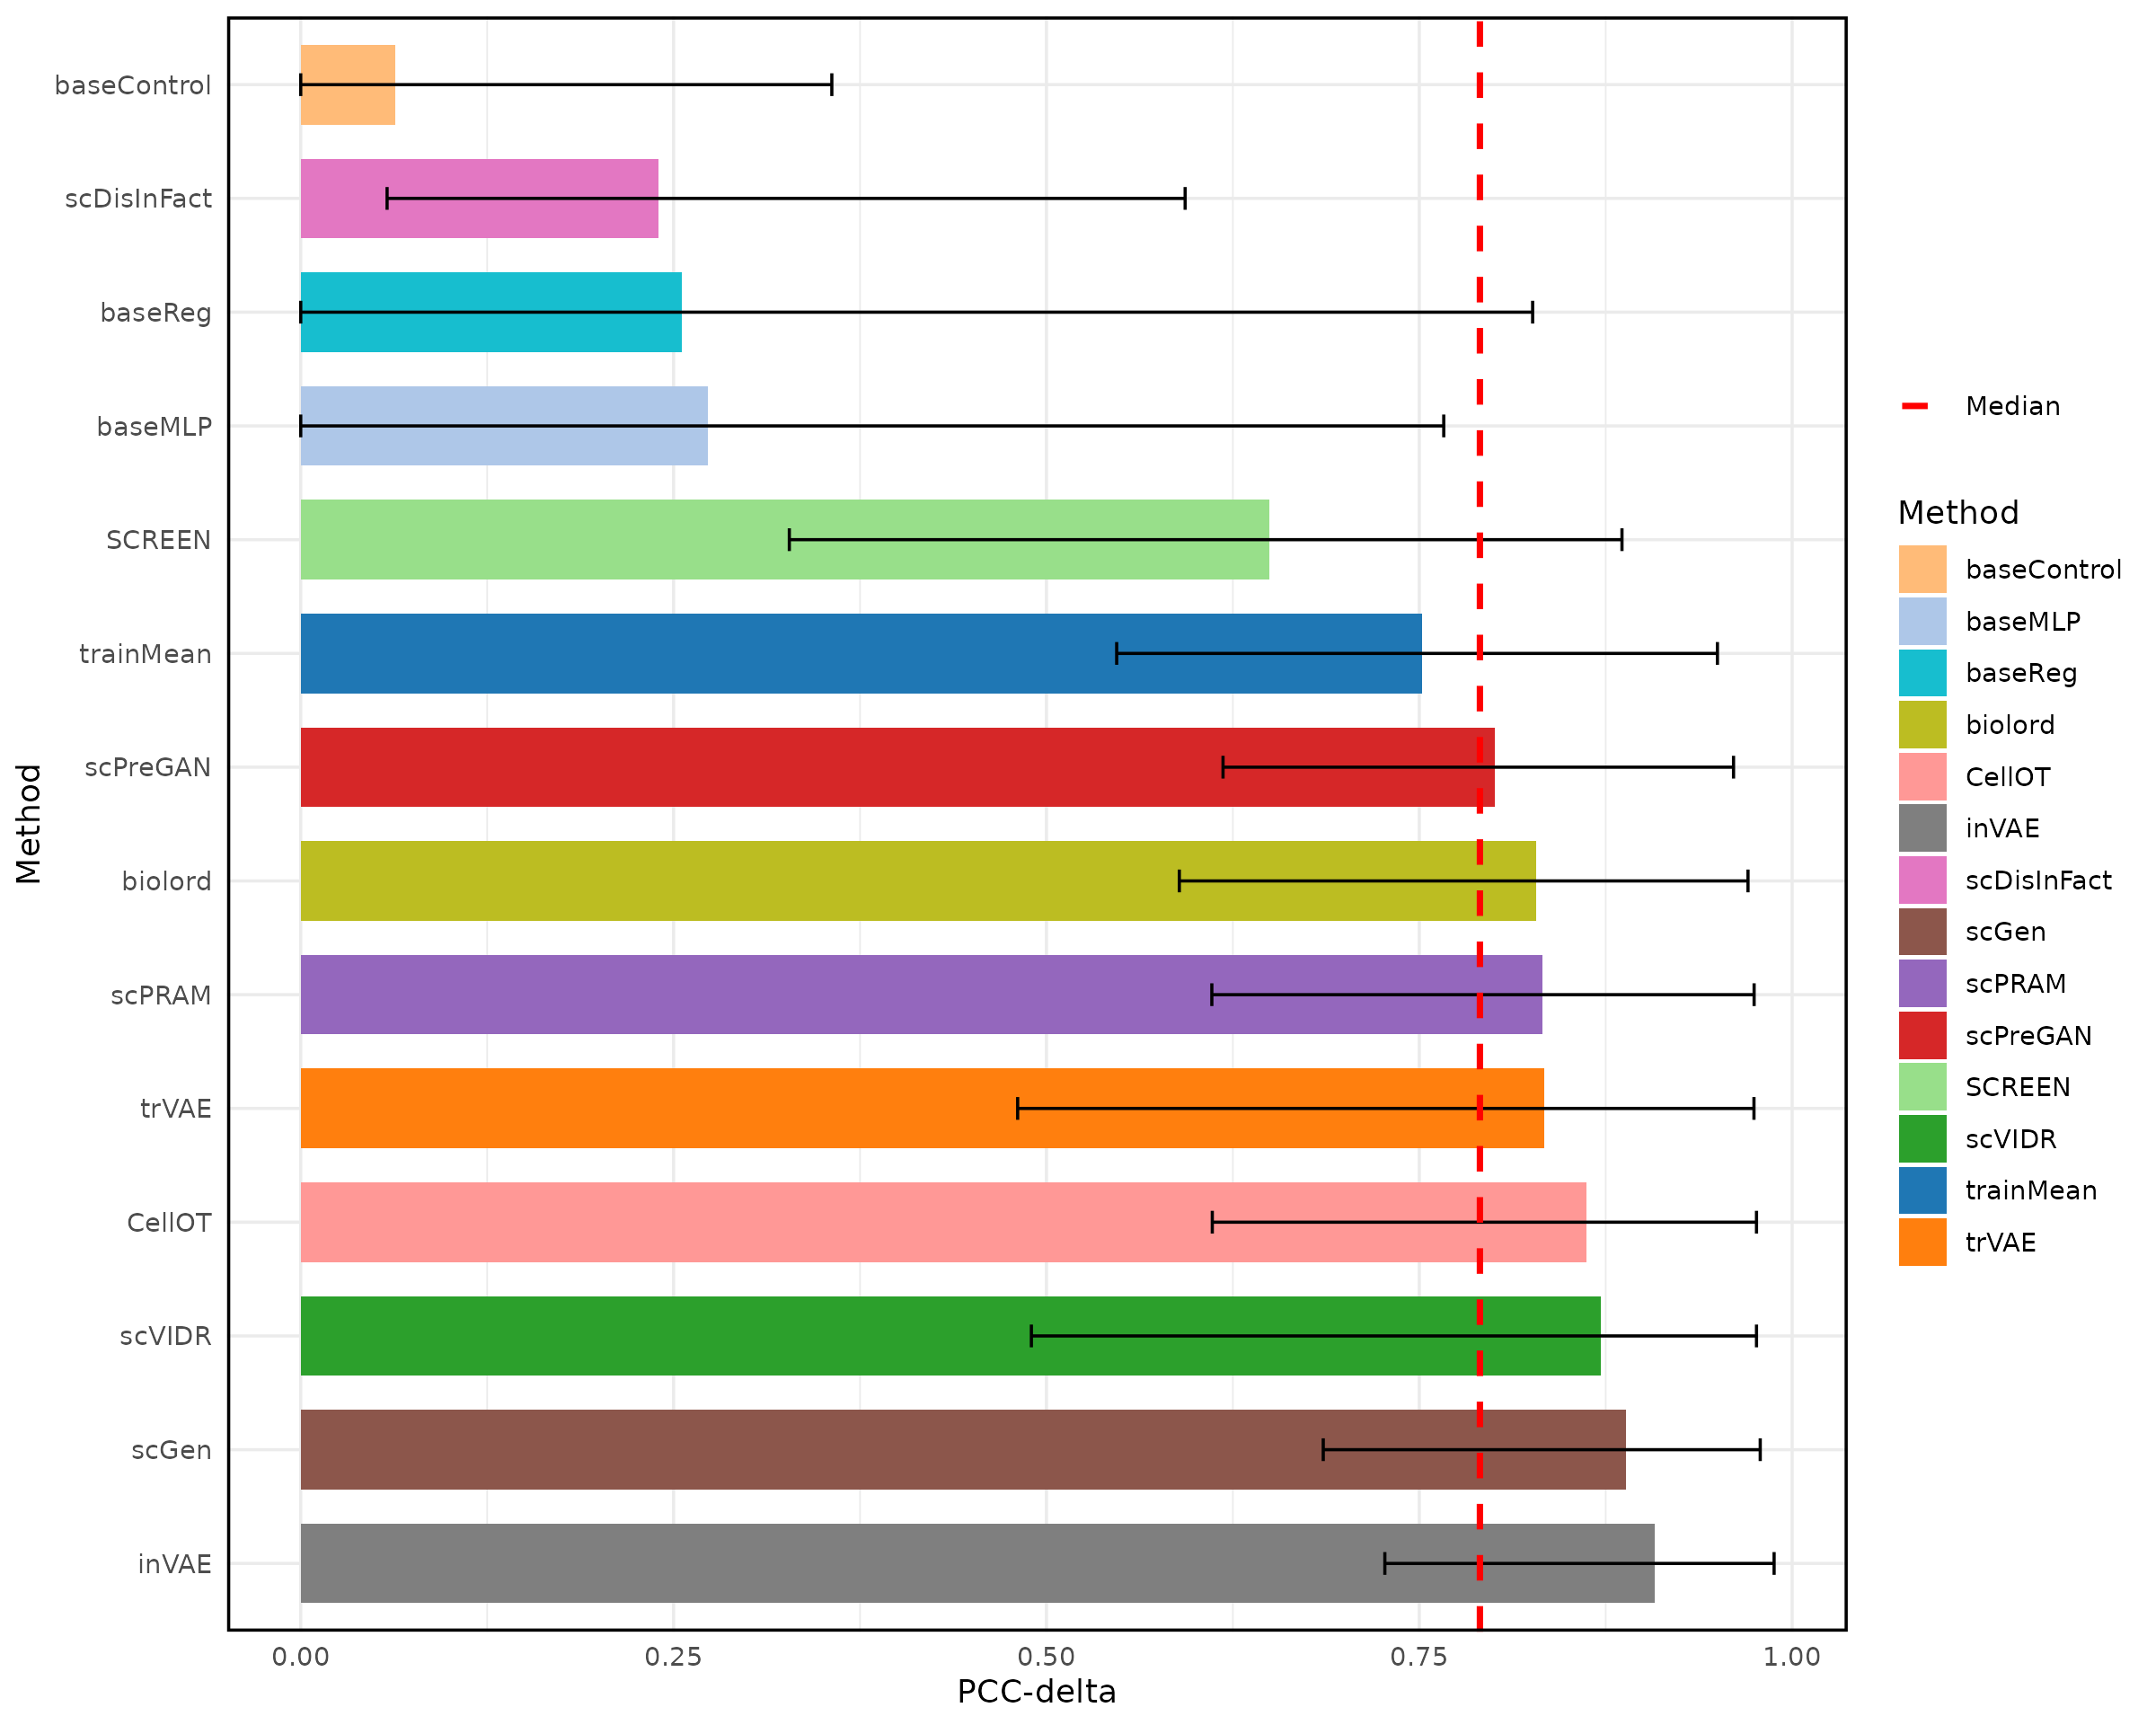 baseControl
scDisInFact
baseReg
baseMLP
SCREEN
trainMean
scPreGAN
biolord
scPRAM
trVAE
CellOT
scVIDR
scGen
inVAE
Method
0.00 0.25 0.50 0.75 1.00
PCC-delta
Median
Method
baseControl
baseMLP
baseReg
biolord
CellOT
inVAE
scDisInFact
scGen
scPRAM
scPreGAN
SCREEN
scVIDR
trainMean
trVAE